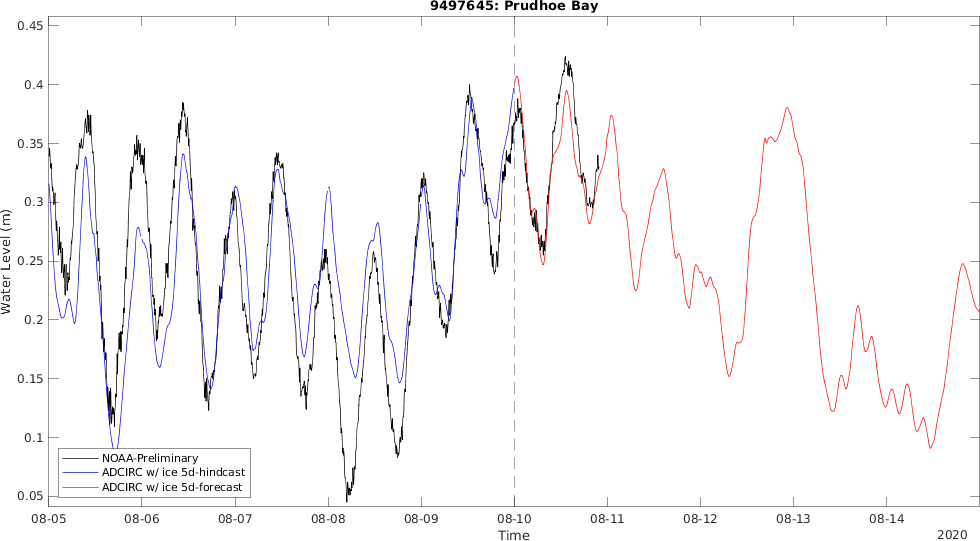 9497645: Prudhoe Bay
0.45
0.4
0.35
0.3
0.25
0.2
0.15
0.1
0.05
Water Level (m)
NOAA-Preliminary
ADCIRC w/ ice 5d-hindcast
ADCIRC w/ ice 5d-forecast
08-05 08-06 08-07 08-08 08-09 08-10 08-11 08-12 08-13 08-14
Time
2020